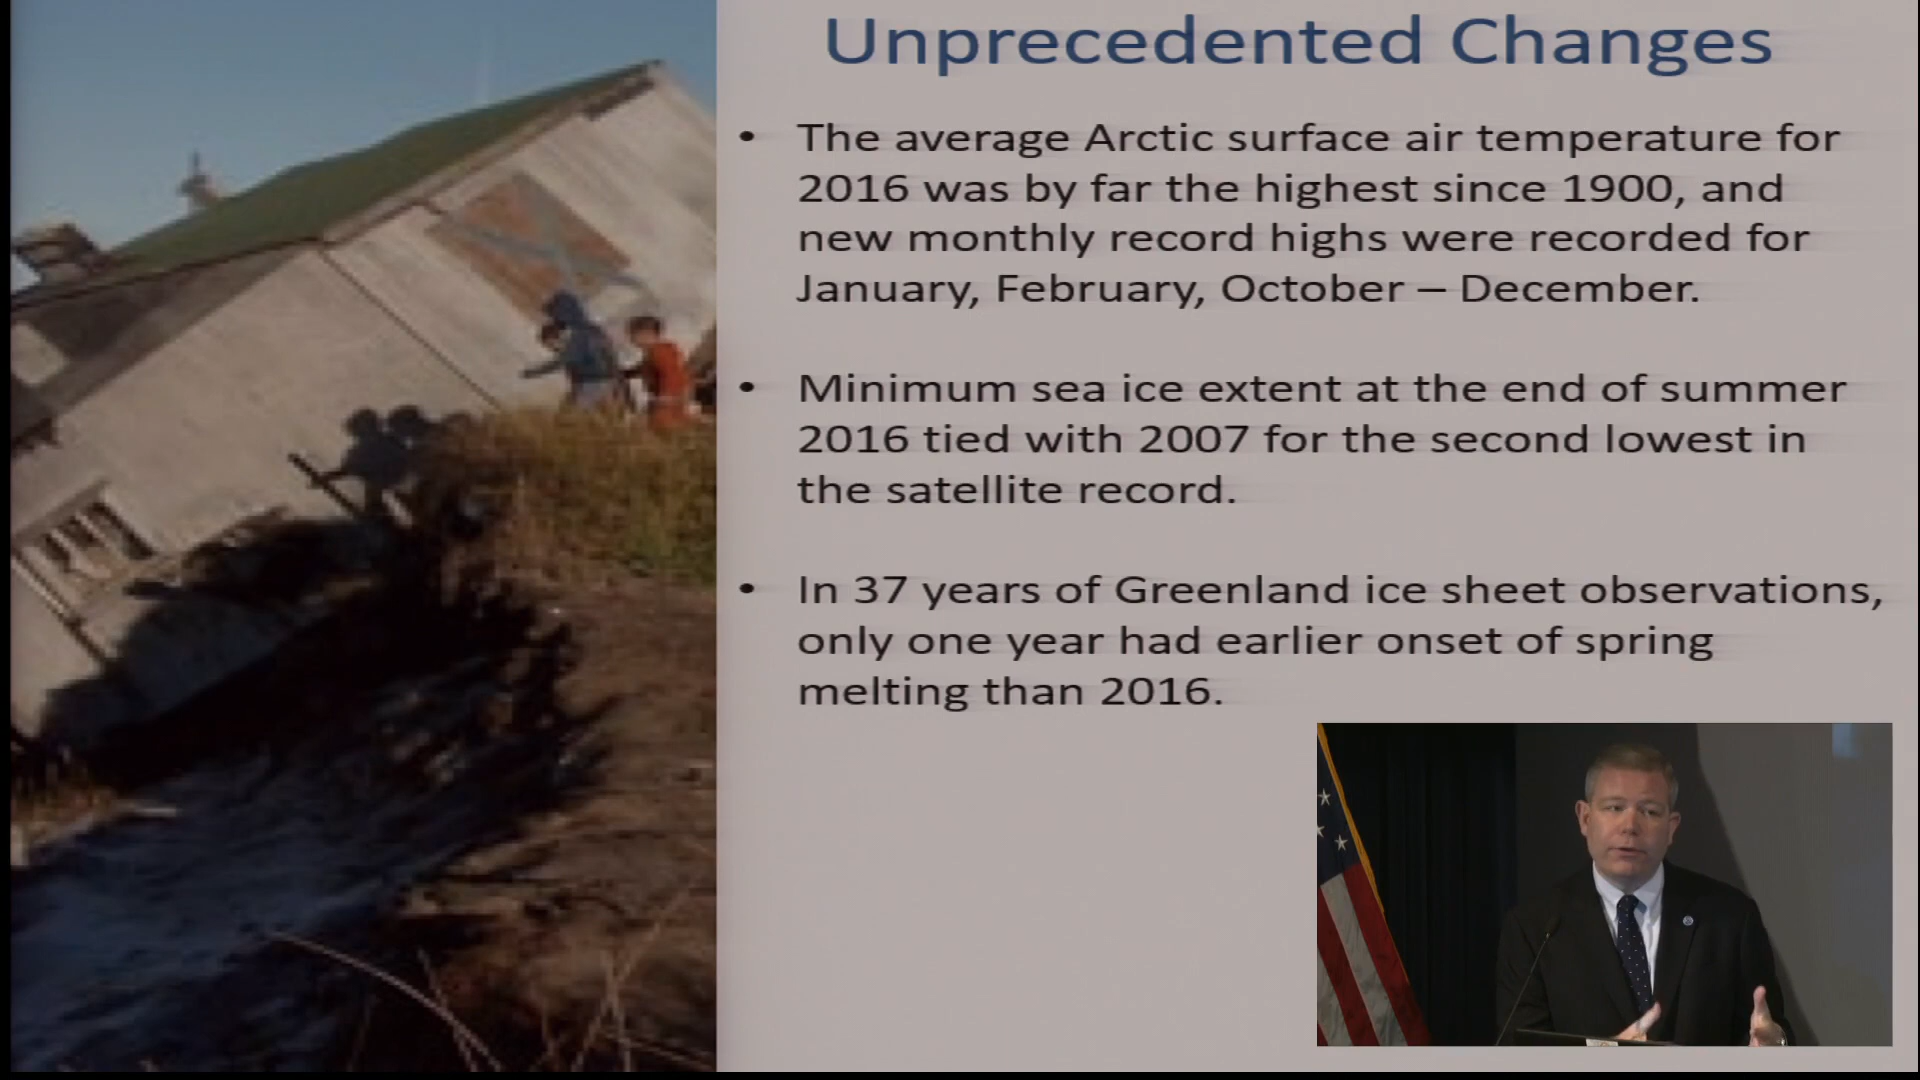 Unprecedented Changes
• The average Arctic surface air temperature for
2016 was by far the highest since 1900, and
new monthly record highs were recorded for
January, February, October – December.
• Minimum sea ice extent at the end of summer
2016 tied with 2007 for the second lowest in
the satellite record.
• In 37 years of Greenland ice sheet observations,
only one year had earlier onset of spring
melting than 2016.